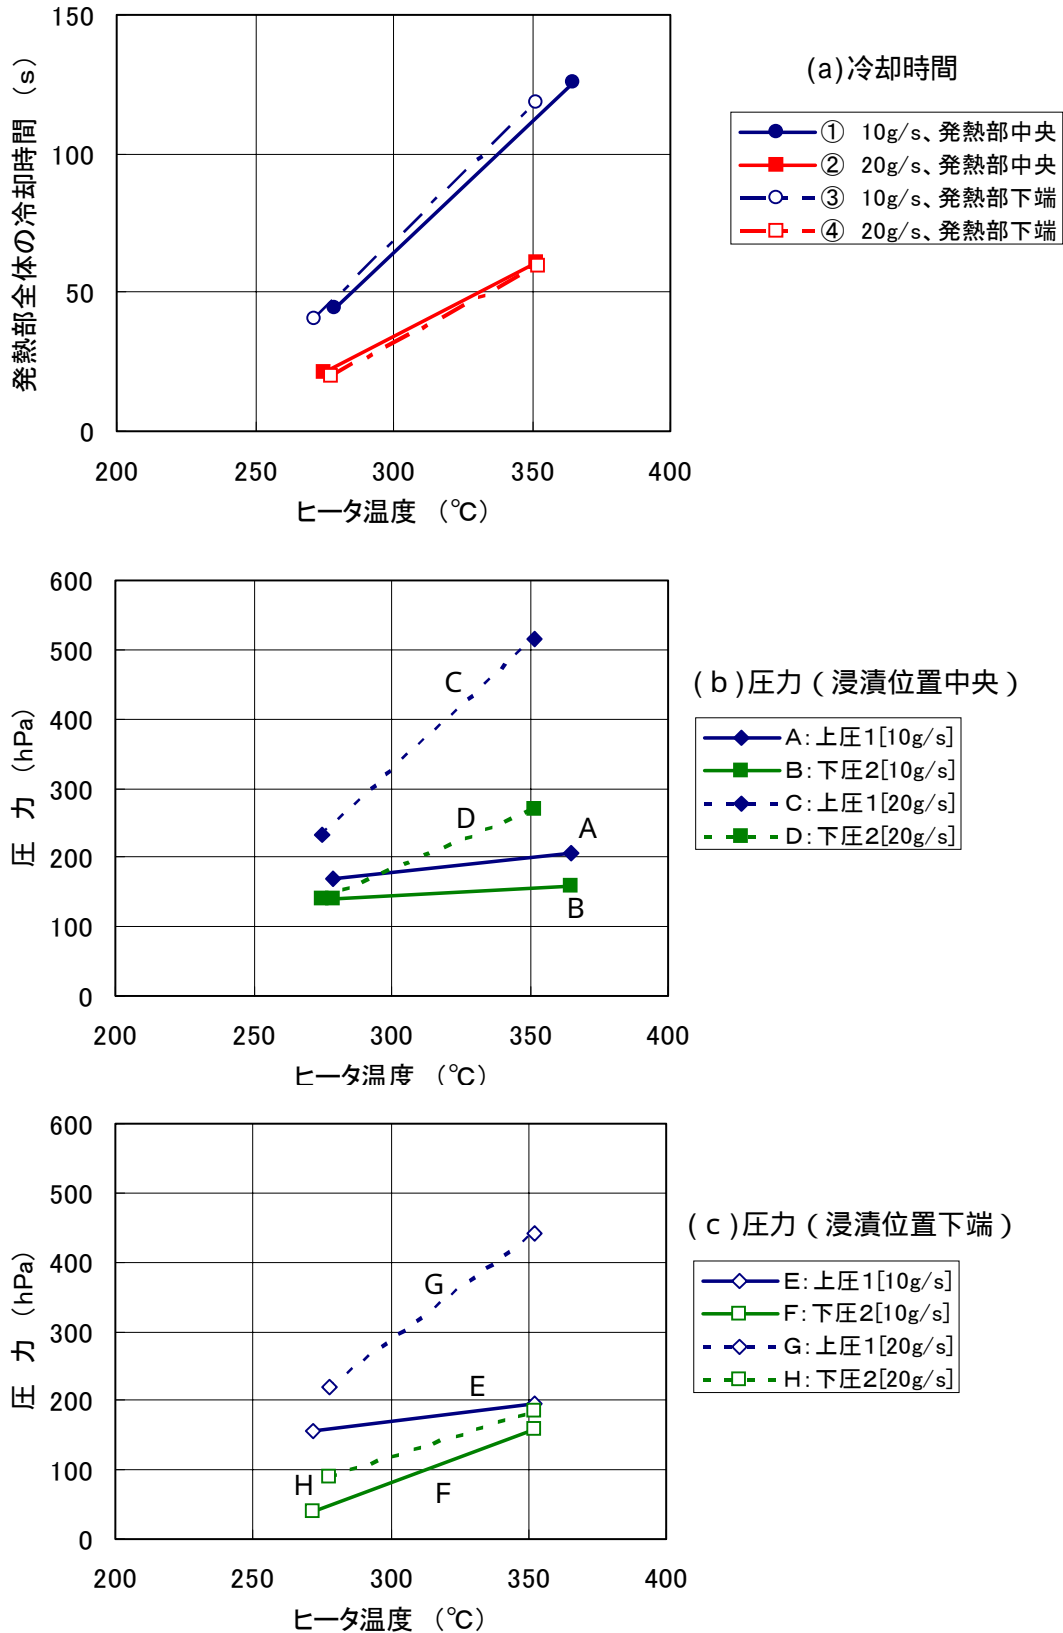 150
100
50
0
発熱部全体の冷却時間 (s)
200 250 300 350 400
ヒータ温度 (℃)
(a)冷却時間
① 10g/s、発熱部中央
② 20g/s、発熱部中央
③ 10g/s、発熱部下端
④ 20g/s、発熱部下端
600
500
400
300
200
100
0
圧 力 (hPa)
C
D
A
B
200 250 300 350 400
ヒータ温度 (℃)
(b)圧力(浸漬位置中央)
A:上圧1[10g/s]
B:下圧2[10g/s]
C:上圧1[20g/s]
D:下圧2[20g/s]
600
500
400
300
200
100
0
圧 力 (hPa)
G
E
H
F
200 250 300 350 400
ヒータ温度 (℃)
(c)圧力(浸漬位置下端)
E:上圧1[10g/s]
F:下圧2[10g/s]
G:上圧1[20g/s]
H:下圧2[20g/s]